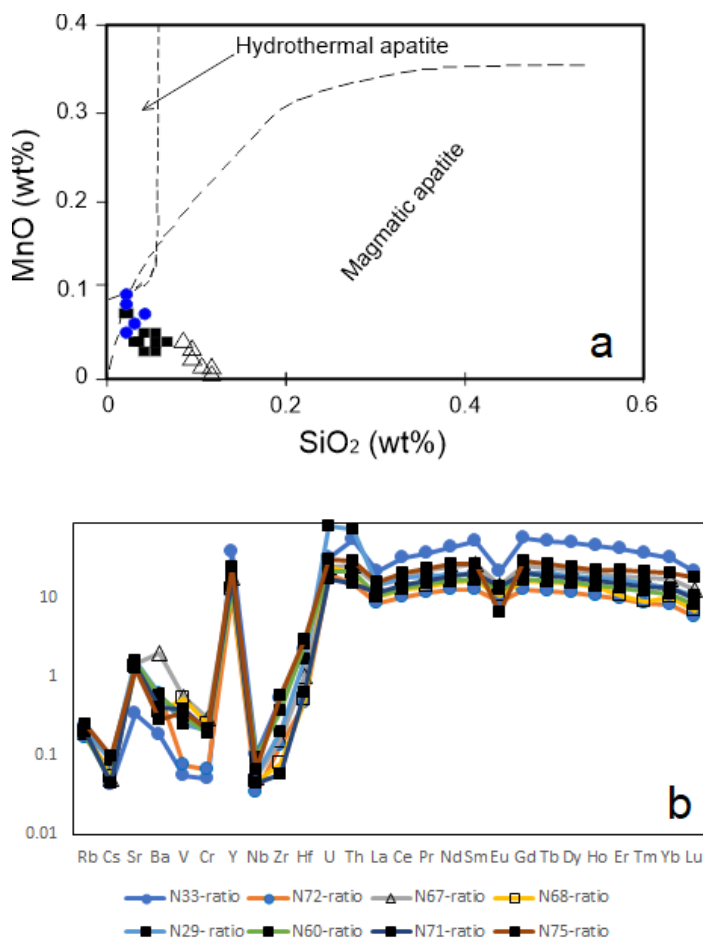 0.4
Hydrothermal apatite
0.3
MnO (wt%)
0.2
Magmatic apatite
0.1
a
0
0 0.2 0.4 0.6
SiO₂ (wt%)
10
1
0.1
b
0.01
Rb Cs Sr Ba V Cr Y Nb Zr Hf U Th La Ce Pr Nd Sm Eu Gd Tb Dy Ho Er Tm Yb Lu
N33-ratio N72-ratio N67-ratio N68-ratio
N29- ratio N60-ratio N71-ratio N75-ratio